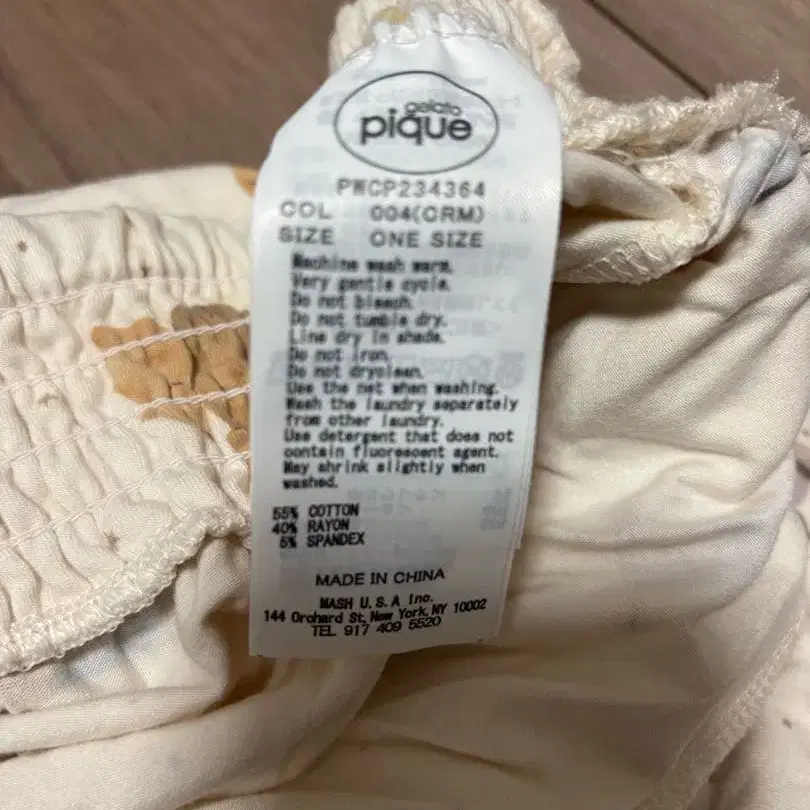 gelato
pique
PWCP234364
COL 004(CRM)
SIZE ONE SIZE
Machine wash warm.
Very gentle cycle.
Do not bleach.
Do not tumble dry.
Line dry in shade.
Do not iron.
Do not dryclean.
Use the net when washing.
Wash the laundry separately
from other laundry.
Use detergent that does not
contain fluorescent agent.
May shrink slightly when
washed.
55% COTTON
40% RAYON
5% SPANDEX
MADE IN CHINA
MASH U.S.A Inc.
144 Orchard St, New York, NY 10002
TEL 917 409 5520